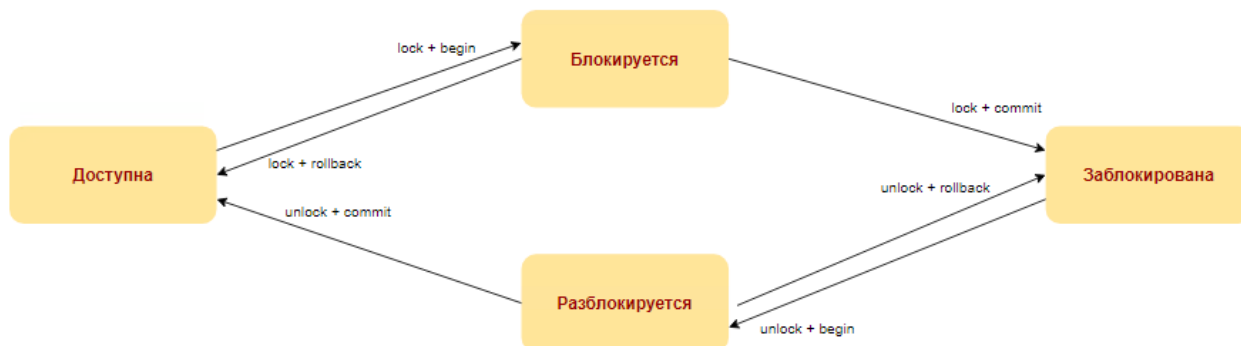 lock + begin
Блокируется
lock + commit
Доступна
lock + rollback
unlock + rollback
Заблокирована
unlock + commit
Разблокируется
unlock + begin